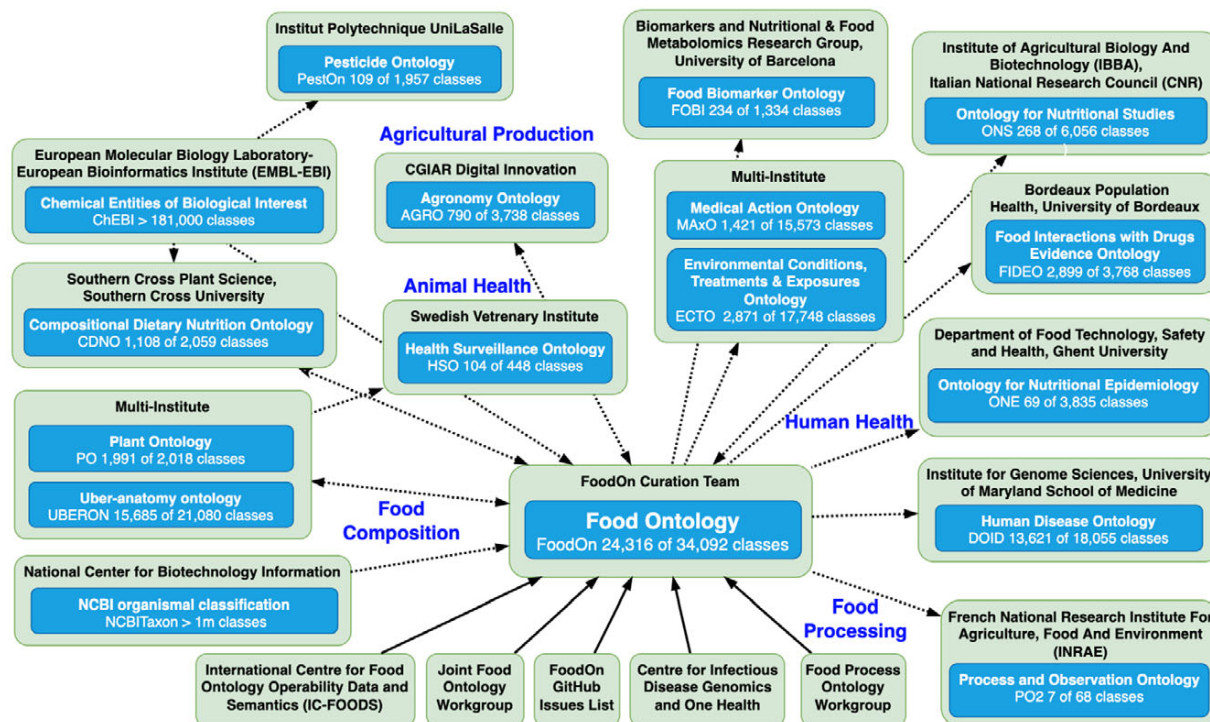 Institut Polytechnique UniLaSalle
Pesticide Ontology
PestOn 109 of 1,957 classes
Biomarkers and Nutritional & Food
Metabolomics Research Group,
University of Barcelona
Food Biomarker Ontology
FOBI 234 of 1,334 classes
Institute of Agricultural Biology And
Biotechnology (IBBA),
Italian National Research Council (CNR)
Ontology for Nutritional Studies
ONS 268 of 6,056 classes
Agricultural Production
European Molecular Biology Laboratory-
European Bioinformatics Institute (EMBL-EBI)
Chemical Entities of Biological Interest
ChEBI > 181,000 classes
CGIAR Digital Innovation
Agronomy Ontology
AGRO 790 of 3,738 classes
Multi-Institute
Medical Action Ontology
MAxO 1,421 of 15,573 classes
Environmental Conditions,
Treatments & Exposures
Ontology
ECTO 2,871 of 17,748 classes
Bordeaux Population
Health, University of Bordeaux
Food Interactions with Drugs
Evidence Ontology
FIDEO 2,899 of 3,768 classes
Southern Cross Plant Science,
Southern Cross University
Compositional Dietary Nutrition Ontology
CDNO 1,108 of 2,059 classes
Animal Health
Swedish Vetrenary Institute
Health Surveillance Ontology
HSO 104 of 448 classes
Department of Food Technology, Safety
and Health, Ghent University
Ontology for Nutritional Epidemiology
ONE 69 of 3,835 classes
Human Health
Multi-Institute
Plant Ontology
PO 1,991 of 2,018 classes
Uber-anatomy ontology
UBERON 15,685 of 21,080 classes
Food
Composition
FoodOn Curation Team
Food Ontology
FoodOn 24,316 of 34,092 classes
Institute for Genome Sciences, University
of Maryland School of Medicine
Human Disease Ontology
DOID 13,621 of 18,055 classes
National Center for Biotechnology Information
NCBI organismal classification
NCBITaxon > 1m classes
Food
Processing
French National Research Institute For
Agriculture, Food And Environment
(INRAE)
Process and Observation Ontology
PO2 7 of 68 classes
International Centre for Food
Ontology Operability Data and
Semantics (IC-FOODS)
Joint Food
Ontology
Workgroup
FoodOn
GitHub
Issues List
Centre for Infectious
Disease Genomics
and One Health
Food Process
Ontology
Workgroup